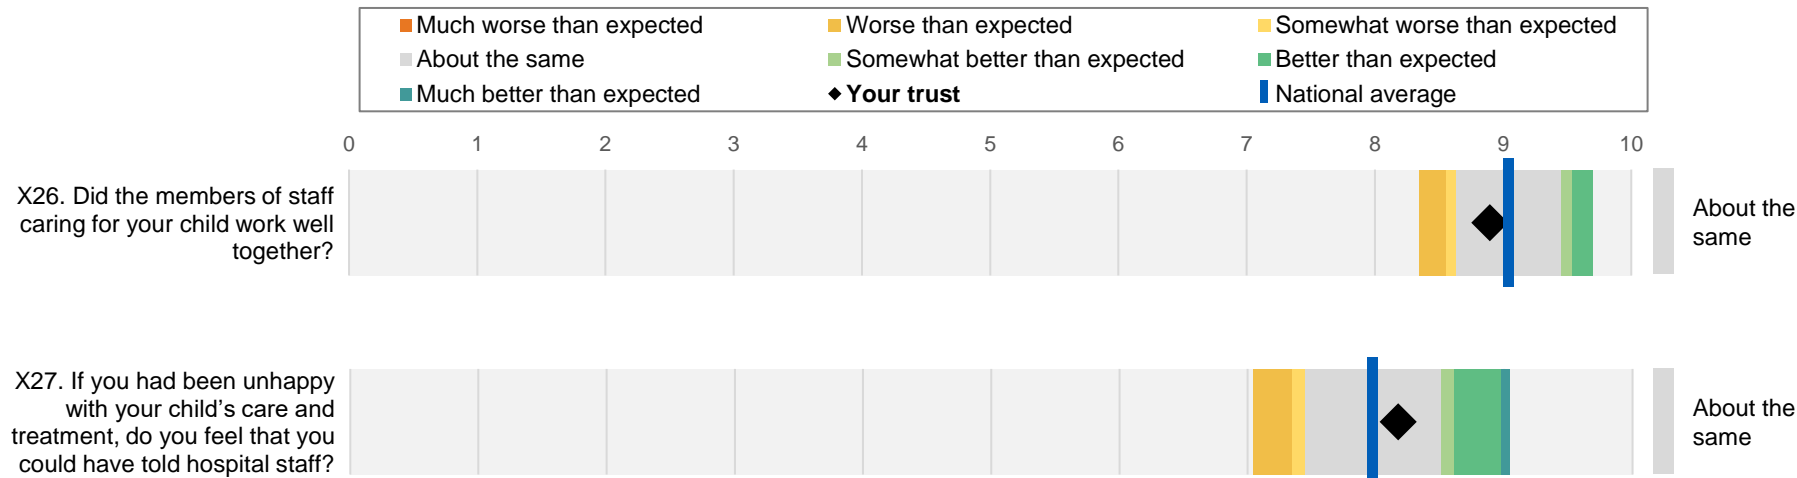 Much worse than expected Worse than expected Somewhat worse than expected
About the same Somewhat better than expected Better than expected
Much better than expected Your trust National average
0 1 2 3 4 5 6 7 8 9 10
X26. Did the members of staff
caring for your child work well
together?
About the
same
X27. If you had been unhappy
with your child’s care and
treatment, do you feel that you
could have told hospital staff?
About the
same